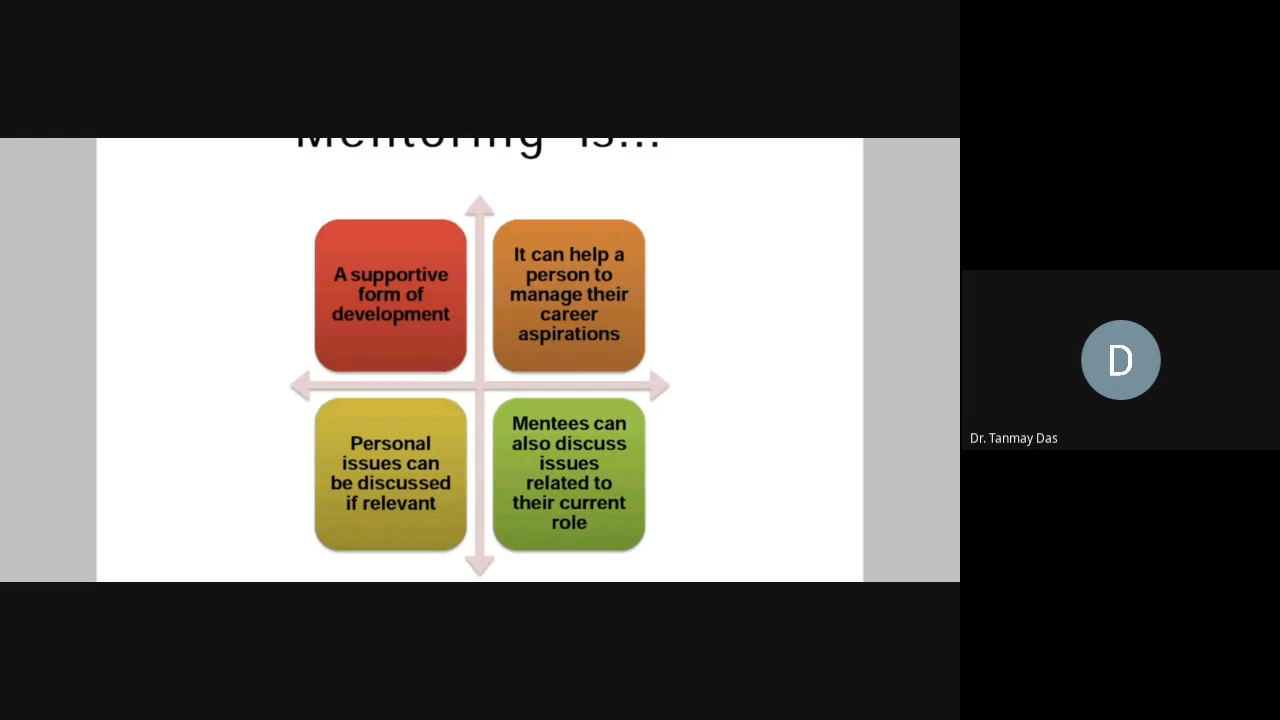 Mentoring is...
A supportive
form of
development
It can help a
person to
manage their
career
aspirations
Personal
issues can
be discussed
if relevant
Mentees can
also discuss
issues
related to
their current
role
D
Dr. Tanmay Das